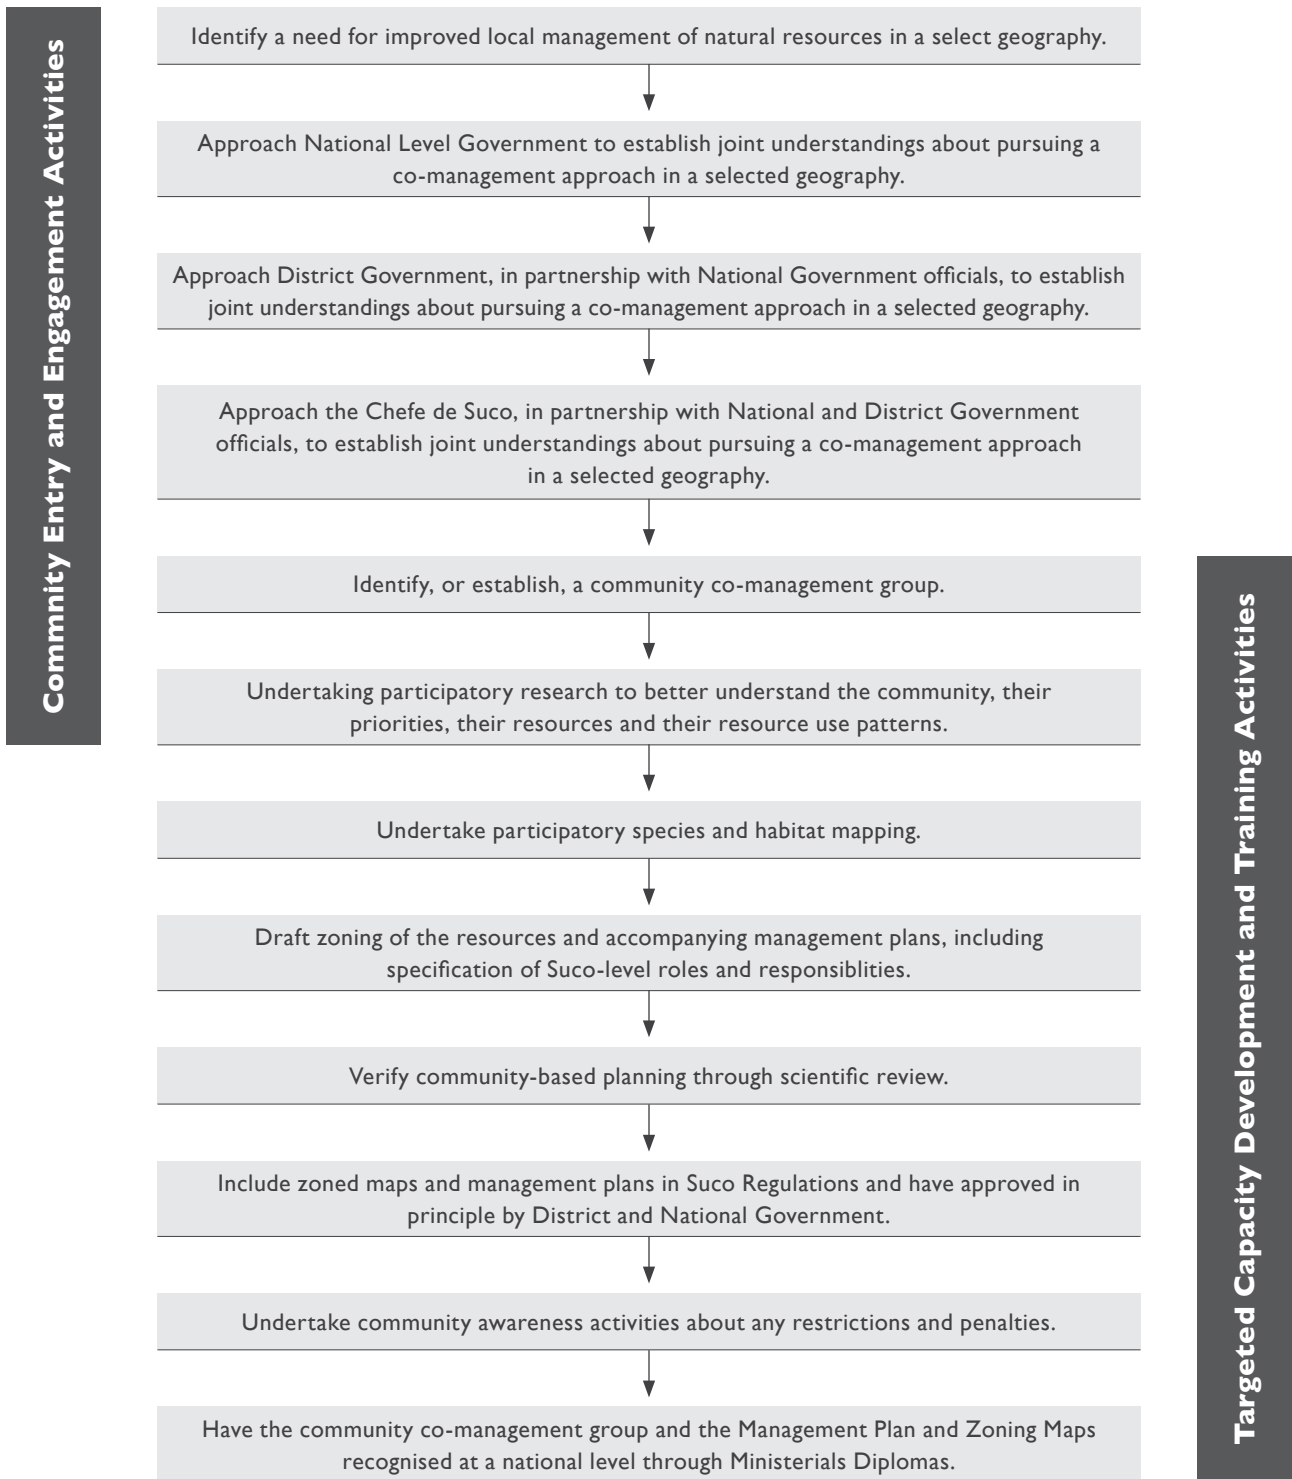 Commnity Entry and Engagement Activities
Identify a need for improved local management of natural resources in a select geography.
Approach National Level Government to establish joint understandings about pursuing a
co-management approach in a selected geography.
Approach District Government, in partnership with National Government officials, to establish
joint understandings about pursuing a co-management approach in a selected geography.
Approach the Chefe de Suco, in partnership with National and District Government
officials, to establish joint understandings about pursuing a co-management approach
in a selected geography.
Identify, or establish, a community co-management group.
Undertaking participatory research to better understand the community, their
priorities, their resources and their resource use patterns.
Undertake participatory species and habitat mapping.
Draft zoning of the resources and accompanying management plans, including
specification of Suco-level roles and responsiblities.
Verify community-based planning through scientific review.
Include zoned maps and management plans in Suco Regulations and have approved in
principle by District and National Government.
Undertake community awareness activities about any restrictions and penalties.
Have the community co-management group and the Management Plan and Zoning Maps
recognised at a national level through Ministerials Diplomas.
Targeted Capacity Development and Training Activities